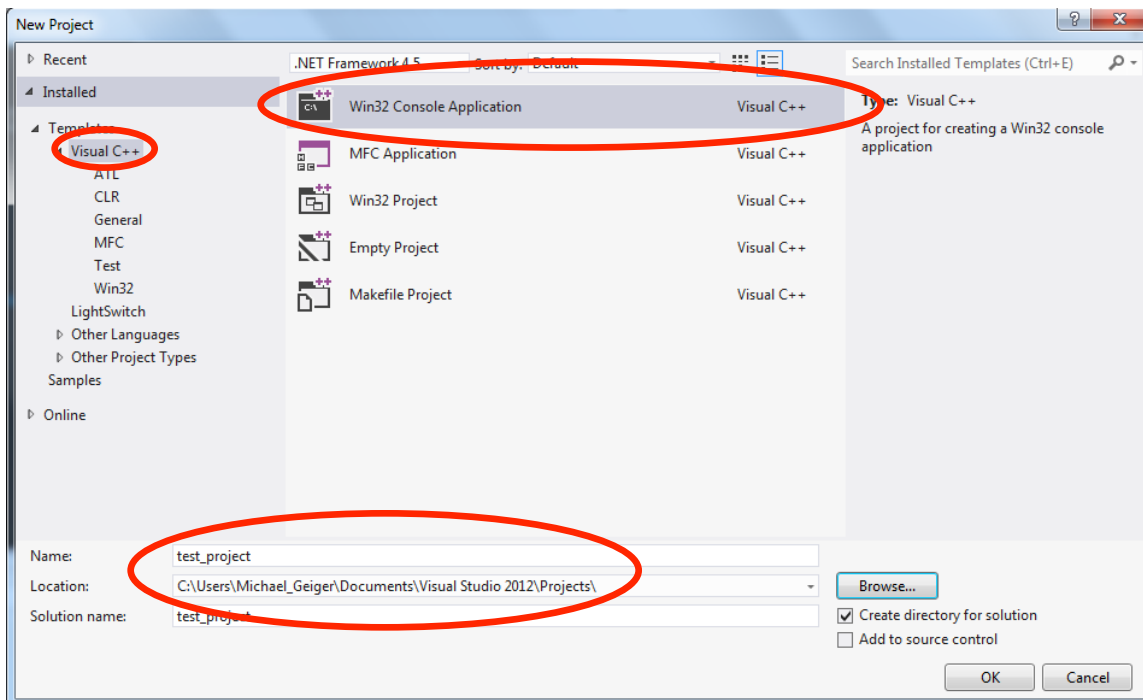 New Project
Recent
Installed
Templates
Visual C++
ATL
CLR
General
MFC
Test
Win32
LightSwitch
Other Languages
Other Project Types
Samples
Online
.NET Framework 4.5 Sort by: Default
Win32 Console Application Visual C++
MFC Application Visual C++
Win32 Project Visual C++
Empty Project Visual C++
Makefile Project Visual C++
Search Installed Templates (Ctrl+E)
Type: Visual C++
A project for creating a Win32 console
application
Name: test_project
Location: C:\Users\Michael_Geiger\Documents\Visual Studio 2012\Projects\
Browse...
Solution name: test_project
Create directory for solution
Add to source control
OK Cancel